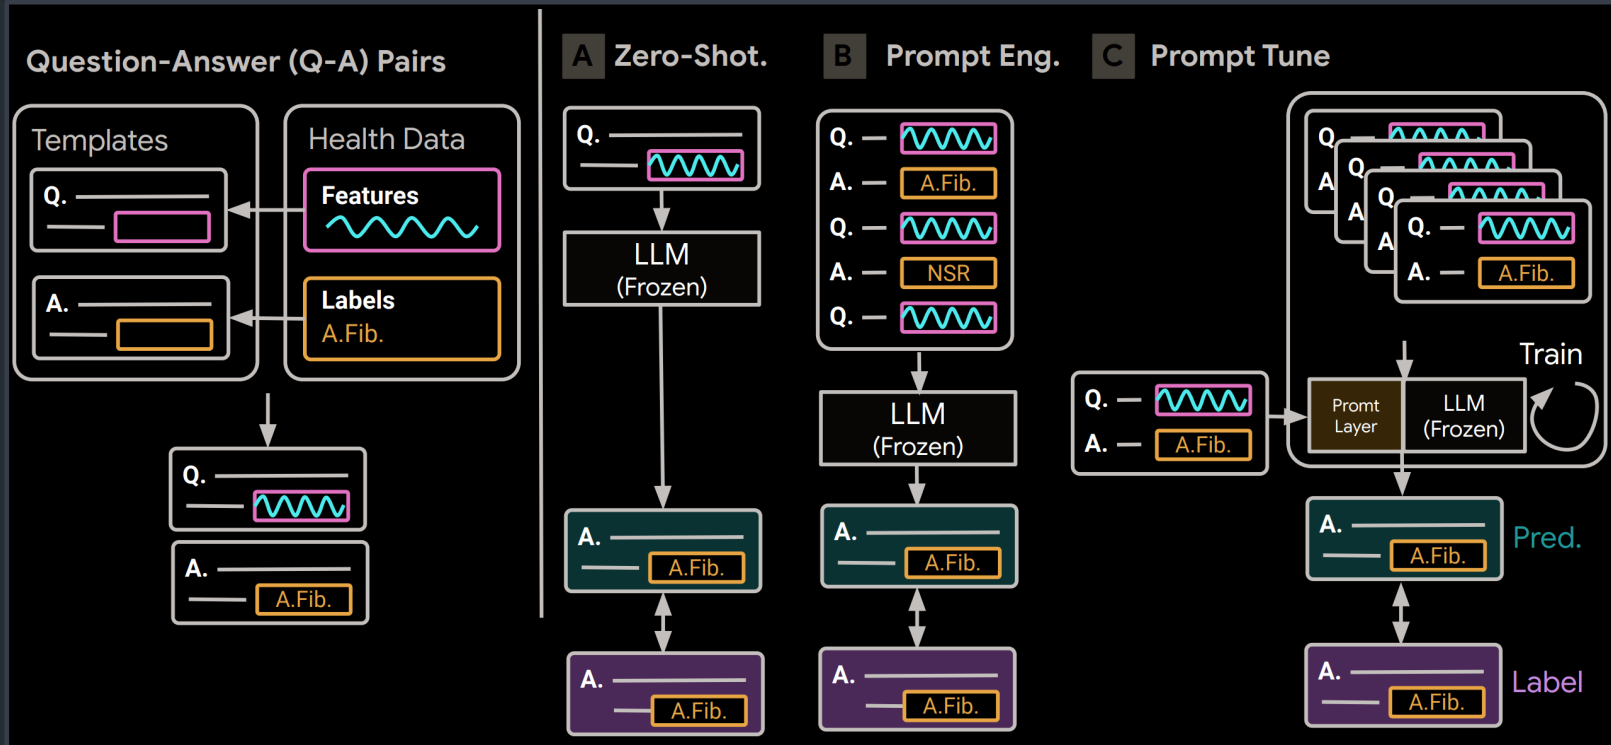 Question-Answer (Q-A) Pairs
Templates
Q.
A.
Health Data
Features
Labels
A.Fib.
Q.
A.
A.Fib.
A Zero-Shot.
Q.
LLM
(Frozen)
A.
A.Fib.
A.
A.Fib.
B Prompt Eng.
Q.
A. A.Fib.
Q.
A. NSR
Q.
LLM
(Frozen)
A.
A.Fib.
A.
A.Fib.
C Prompt Tune
Q
A
Q
A
Q
A
Q.
A. A.Fib.
Train
Q.
A. A.Fib.
Promt
Layer
LLM
(Frozen)
A.
A.Fib.
Pred.
A.
A.Fib.
Label